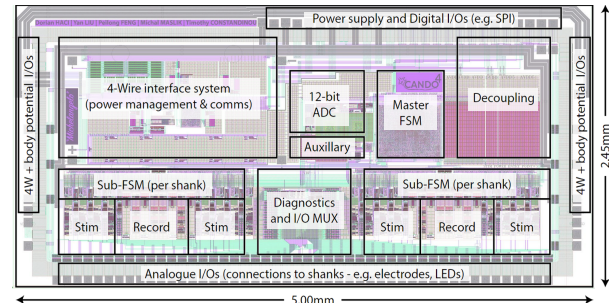 Dorian HACI | Yan LIU | Peilong FENG | Michal MASLIK | Timothy CONSTANDINOU
Power supply and Digital I/Os (e.g. SPI)
4W + body potential I/Os
4-Wire interface system
(power management & comms)
12-bit
ADC
Auxillary
CANDO
Master
FSM
Decoupling
4W + body potential I/Os
2.45mm
Sub-FSM (per shank)
Stim
Record
Stim
Diagnostics
and I/O MUX
Sub-FSM (per shank)
Stim
Record
Stim
Analogue I/Os (connections to shanks - e.g. electrodes, LEDs)
5.00mm